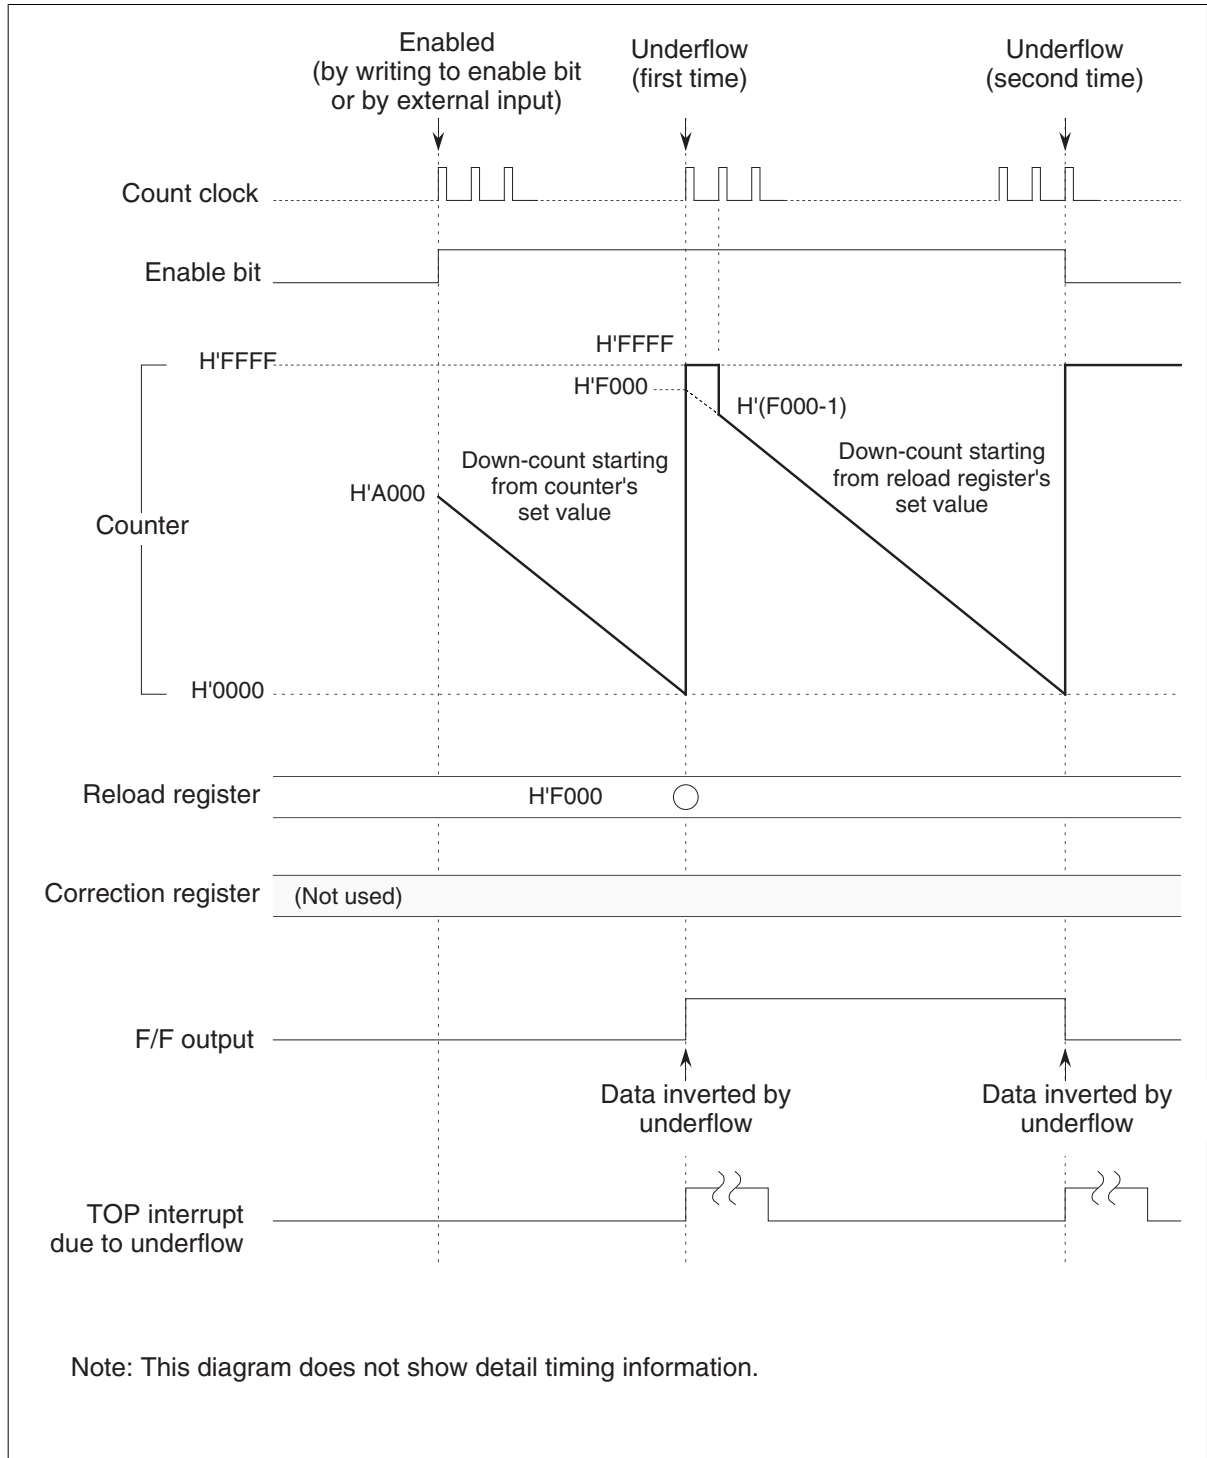 Enabled
(by writing to enable bit
or by external input)
Underflow
(first time)
Underflow
(second time)
Count clock
Enable bit
H'FFFF
H'FFFF
H'F000
H'(F000-1)
Down-count starting
from counter's
set value
Down-count starting
from reload register's
set value
H'A000
Counter
H'0000
Reload register
H'F000
Correction register
(Not used)
F/F output
Data inverted by
underflow
Data inverted by
underflow
TOP interrupt
due to underflow
Note: This diagram does not show detail timing information.